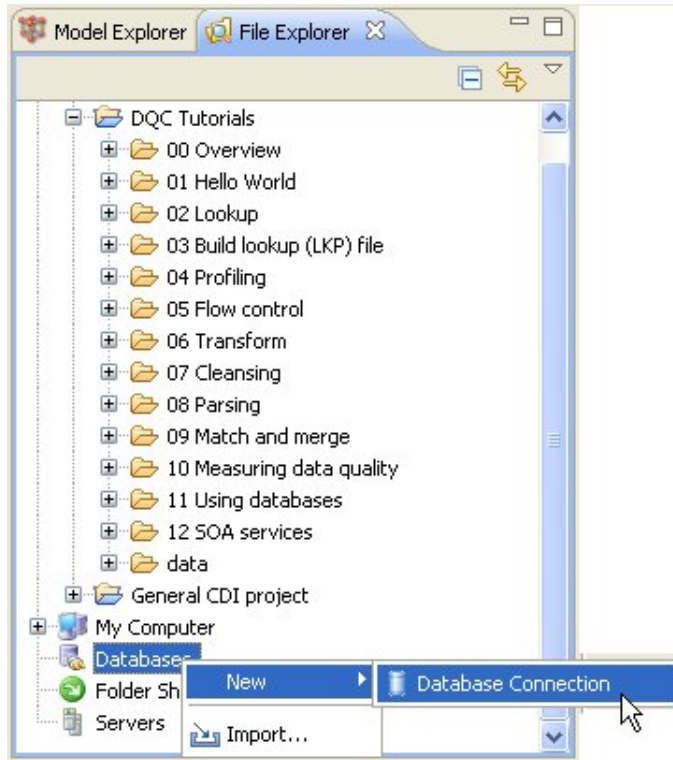 Model Explorer File Explorer
DQC Tutorials
00 Overview
01 Hello World
02 Lookup
03 Build lookup (LKP) file
04 Profiling
05 Flow control
06 Transform
07 Cleansing
08 Parsing
09 Match and merge
10 Measuring data quality
11 Using databases
12 SOA services
data
General CDI project
My Computer
Databases
New Database Connection
Folder Sh
Servers
Import...